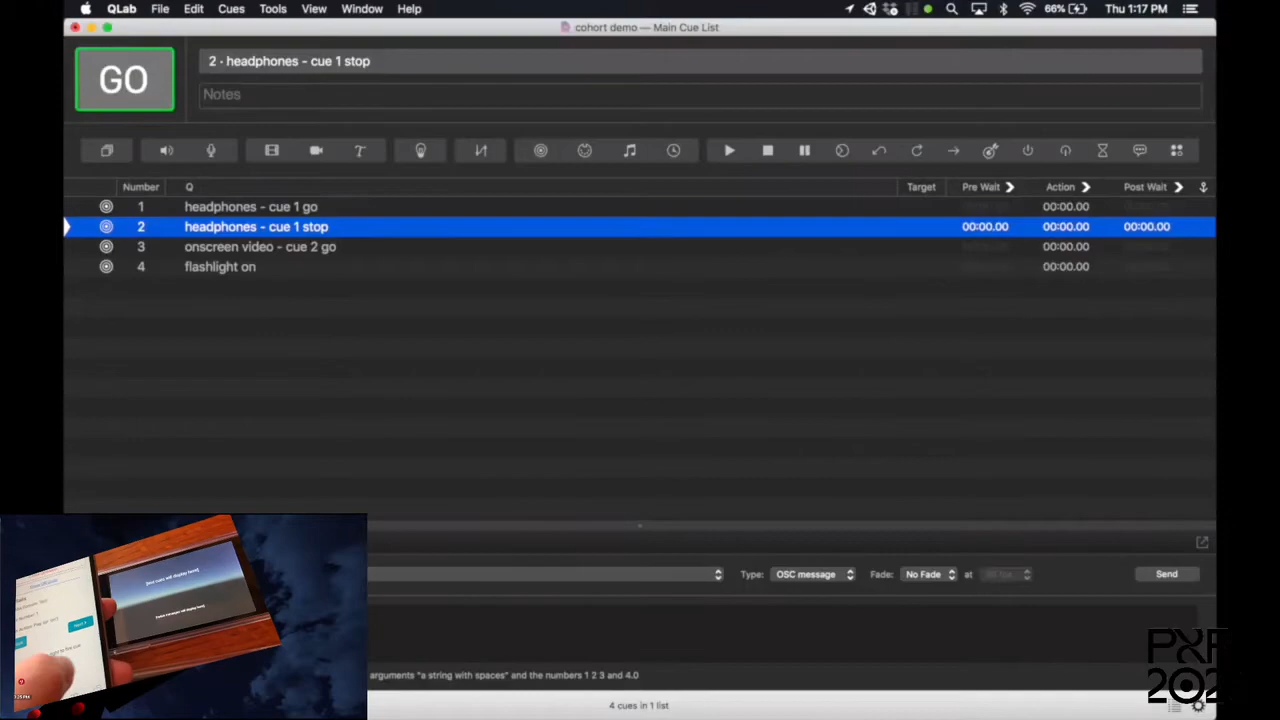 QLab File Edit Cues Tools View Window Help 66% Thu 1:17 PM
cohort demo — Main Cue List
GO
2 · headphones - cue 1 stop
Notes
Number Q Target Pre Wait Action Post Wait
1 headphones - cue 1 go 00:00.00
2 headphones - cue 1 stop 00:00.00 00:00.00 00:00.00
3 onscreen video - cue 2 go 00:00.00
4 flashlight on 00:00.00
Type: OSC message Fade: No Fade at
Send
arguments "a string with spaces" and the numbers 1 2 3 and 4.0
4 cues in 1 list